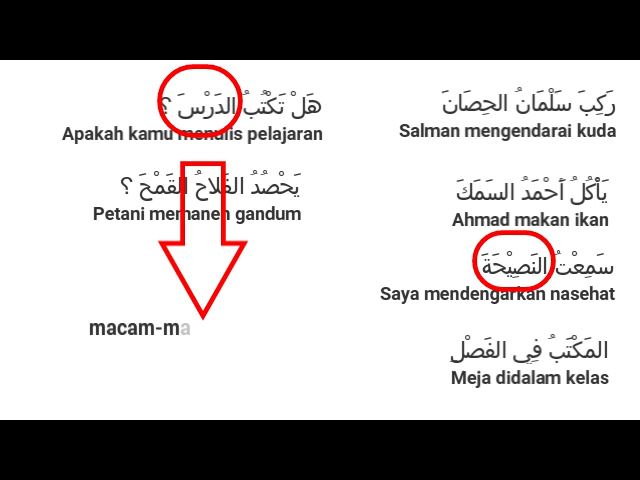 رَكِبَ سَلْمَانُ الحِصَانَ
Salman mengendarai kuda
يَأْكُلُ أَحْمَدُ السَمَكَ
Ahmad makan ikan
سَمِعْتُ النَصِيْحَةَ
Saya mendengarkan nasehat
المَكْتَبُ فِي الفَصْلِ
Meja didalam kelas
هَلْ تَكْتُبُ الدَرْسَ ؟
Apakah kamu menulis pelajaran
يَحْصُدُ الفَلاحُ القَمْحَ ؟
Petani memanen gandum
macam-ma